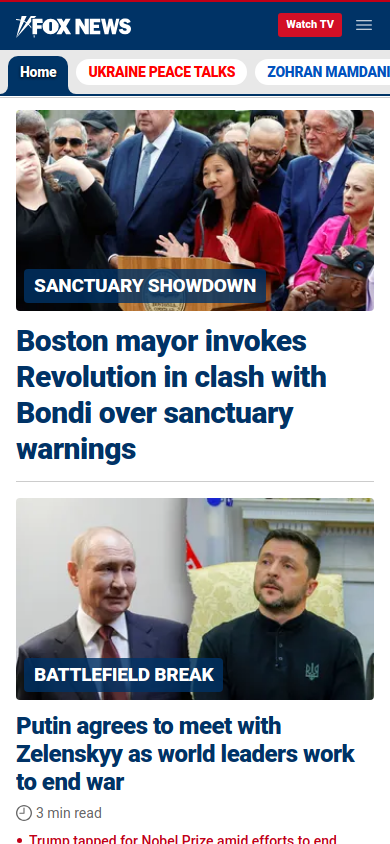 FOX NEWS
Watch TV
Home
UKRAINE PEACE TALKS
ZOHRAN MAMDANI
SANCTUARY SHOWDOWN
Boston mayor invokes
Revolution in clash with
Bondi over sanctuary
warnings
BATTLEFIELD BREAK
Putin agrees to meet with
Zelenskyy as world leaders work
to end war
3 min read
• Trump tapped for Nobel Prize amid efforts to end